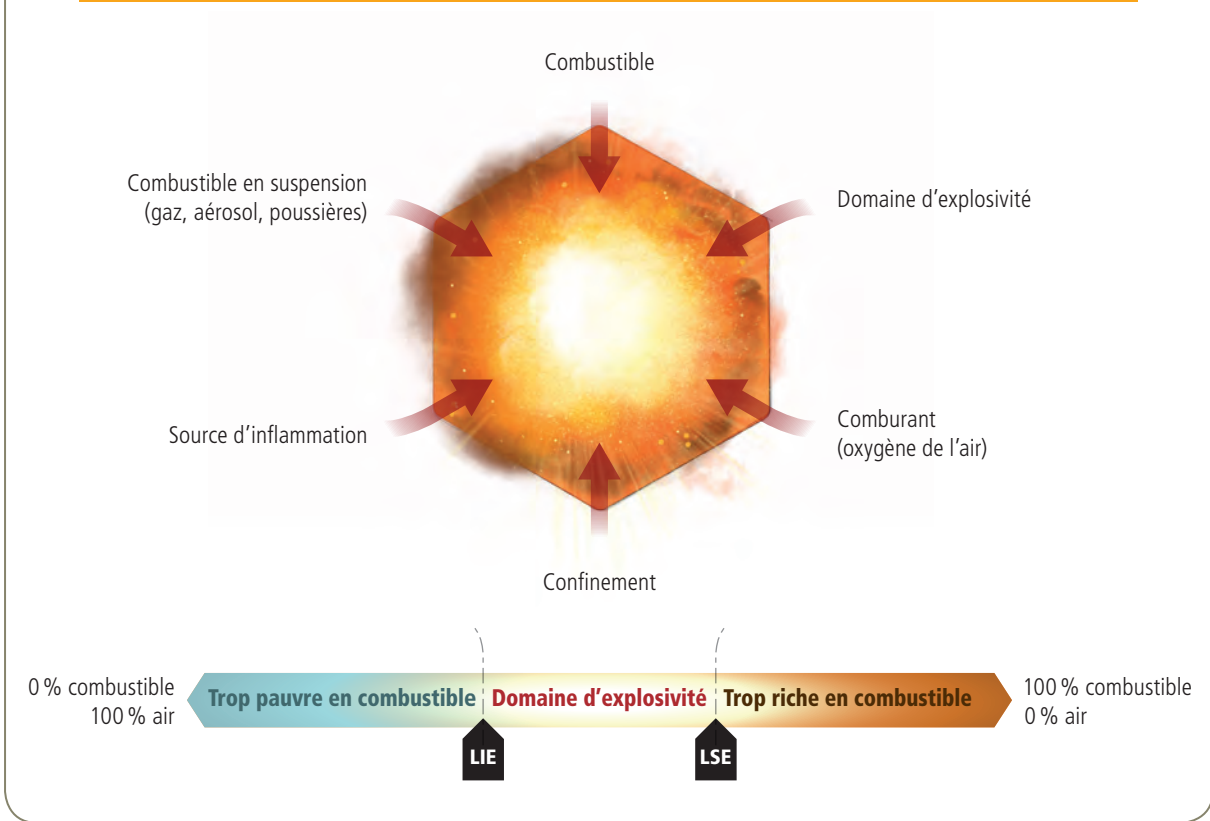 Combustible
Combustible en suspension
(gaz, aérosol, poussières)
Domaine d'explosivité
Source d'inflammation
Comburant
(oxygène de l'air)
Confinement
0 % combustible
100 % air
Trop pauvre en combustible
Domaine d'explosivité
Trop riche en combustible
100 % combustible
0 % air
LIE
LSE